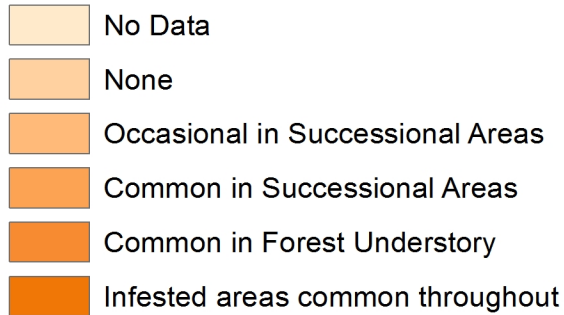 No Data
None
Occasional in Successional Areas
Common in Successional Areas
Common in Forest Understory
Infested areas common throughout